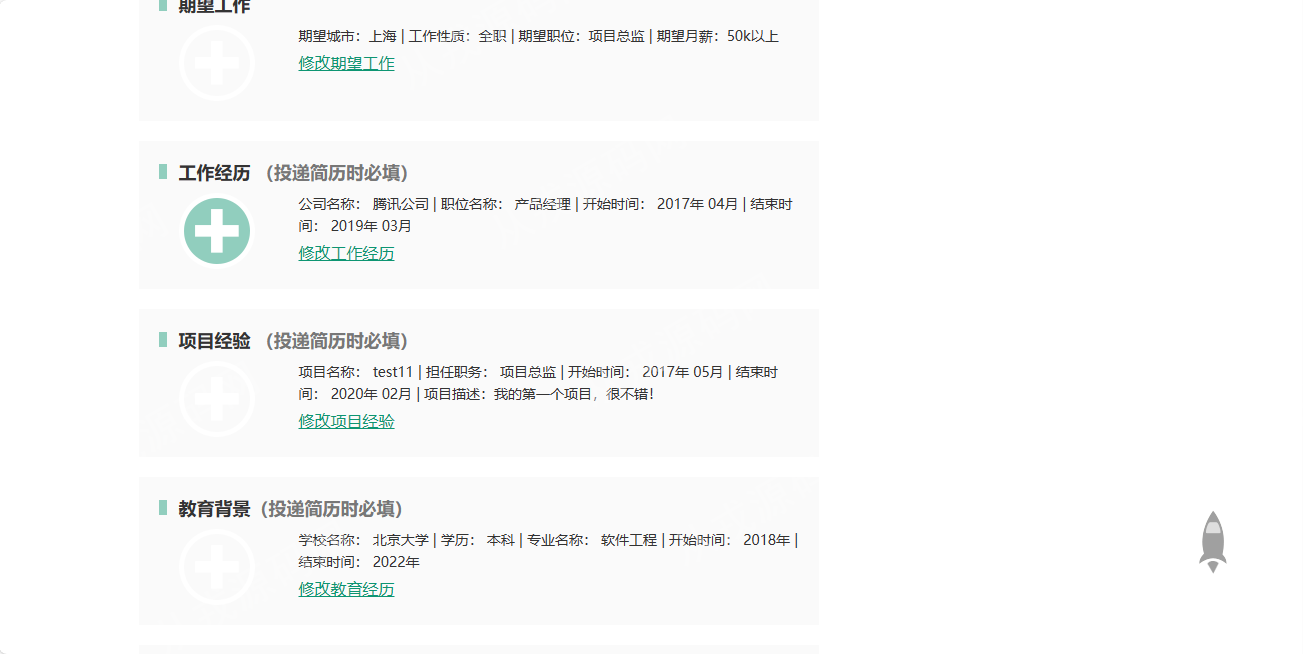 期望工作
期望城市：上海 | 工作性质：全职 | 期望职位：项目总监 | 期望月薪：50k以上
修改期望工作
工作经历 （投递简历时必填）
公司名称： 腾讯公司 | 职位名称： 产品经理 | 开始时间： 2017年 04月 | 结束时
间： 2019年 03月
修改工作经历
项目经验 （投递简历时必填）
项目名称： test11 | 担任职务： 项目总监 | 开始时间： 2017年 05月 | 结束时
间： 2020年 02月 | 项目描述：我的第一个项目，很不错！
修改项目经验
教育背景（投递简历时必填）
学校名称： 北京大学 | 学历： 本科 | 专业名称： 软件工程 | 开始时间： 2018年 |
结束时间： 2022年
修改教育经历